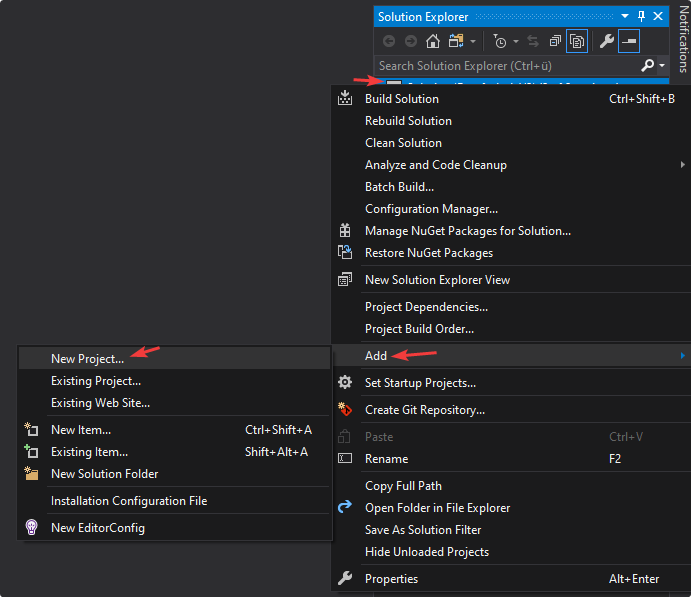 Solution Explorer
Notifications
Search Solution Explorer (Ctrl+ü)
Build Solution Ctrl+Shift+B
Rebuild Solution
Clean Solution
Analyze and Code Cleanup
Batch Build...
Configuration Manager...
Manage NuGet Packages for Solution...
Restore NuGet Packages
New Solution Explorer View
Project Dependencies...
Project Build Order...
Add
Set Startup Projects...
Create Git Repository...
Paste Ctrl+V
Rename F2
Copy Full Path
Open Folder in File Explorer
Save As Solution Filter
Hide Unloaded Projects
Properties Alt+Enter
New Project...
Existing Project...
Existing Web Site...
New Item... Ctrl+Shift+A
Existing Item... Shift+Alt+A
New Solution Folder
Installation Configuration File
New EditorConfig